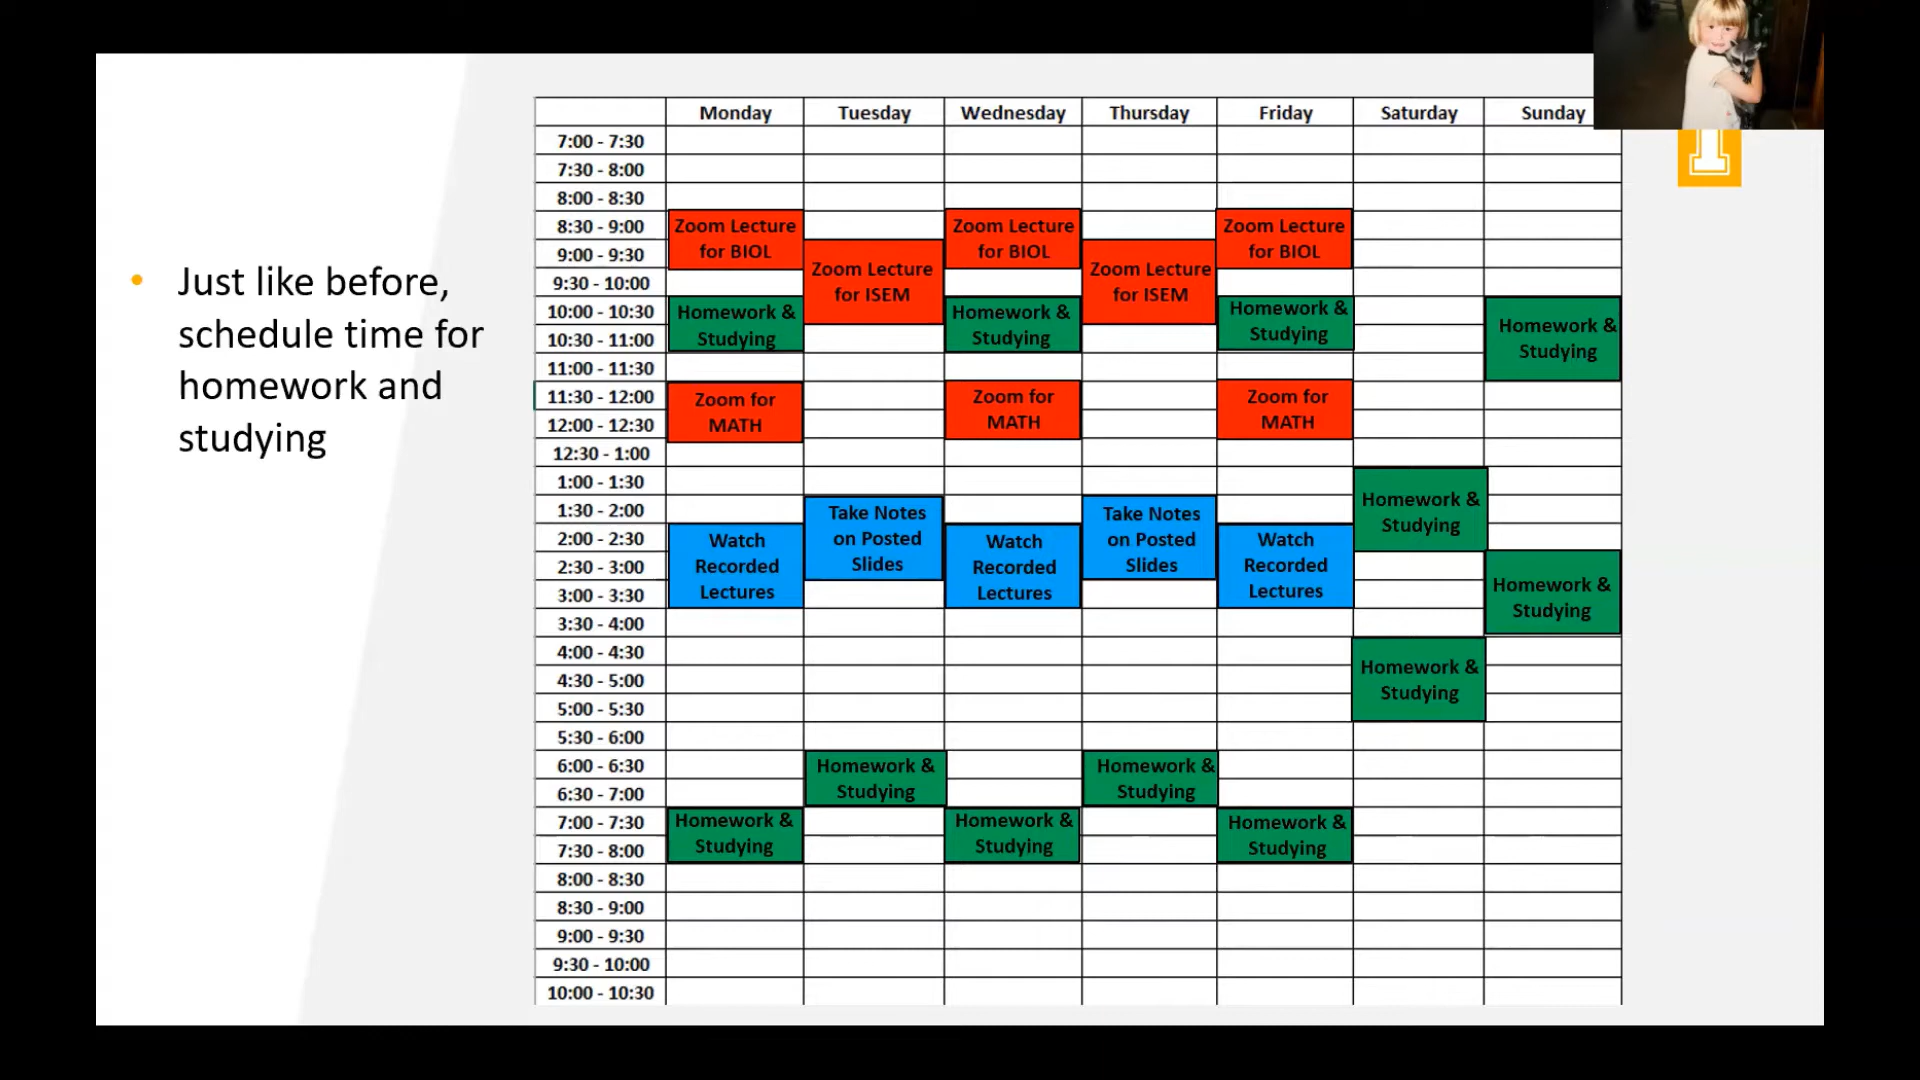 Just like before,
schedule time for
homework and
studying
Monday Tuesday Wednesday Thursday Friday Saturday Sunday
7:00 - 7:30
7:30 - 8:00
8:00 - 8:30
8:30 - 9:00
9:00 - 9:30
9:30 - 10:00
10:00 - 10:30
10:30 - 11:00
11:00 - 11:30
11:30 - 12:00
12:00 - 12:30
12:30 - 1:00
1:00 - 1:30
1:30 - 2:00
2:00 - 2:30
2:30 - 3:00
3:00 - 3:30
3:30 - 4:00
4:00 - 4:30
4:30 - 5:00
5:00 - 5:30
5:30 - 6:00
6:00 - 6:30
6:30 - 7:00
7:00 - 7:30
7:30 - 8:00
8:00 - 8:30
8:30 - 9:00
9:00 - 9:30
9:30 - 10:00
10:00 - 10:30
Zoom Lecture
for BIOL
Homework &
Studying
Zoom for
MATH
Watch
Recorded
Lectures
Homework &
Studying
Zoom Lecture
for ISEM
Take Notes
on Posted
Slides
Homework &
Studying
Zoom Lecture
for BIOL
Homework &
Studying
Zoom for
MATH
Watch
Recorded
Lectures
Homework &
Studying
Zoom Lecture
for ISEM
Take Notes
on Posted
Slides
Homework &
Studying
Zoom Lecture
for BIOL
Homework &
Studying
Zoom for
MATH
Watch
Recorded
Lectures
Homework &
Studying
Homework &
Studying
Homework &
Studying
Homework &
Studying
Homework &
Studying
I